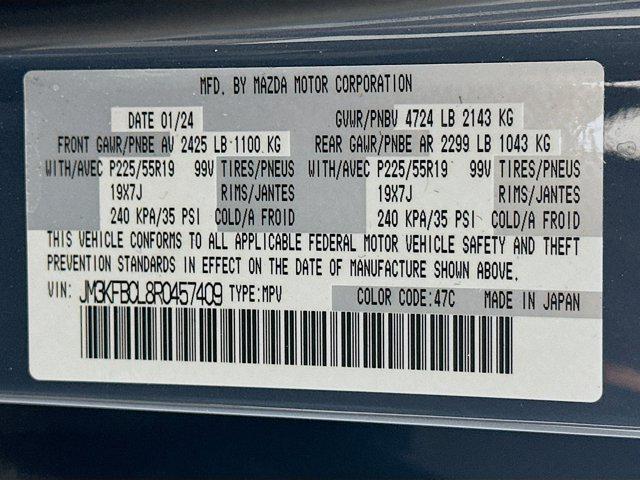 MFD. BY MAZDA MOTOR CORPORATION
DATE 01/24 GVWR/PNBV 4724 LB 2143 KG
FRONT GAWR/PNBE AV 2425 LB 1100 KG REAR GAWR/PNBE AR 2299 LB 1043 KG
WITH/AVEC P225/55R19 99V TIRES/PNEUS WITH/AVEC P225/55R19 99V TIRES/PNEUS
19X7J RIMS/JANTES 19X7J RIMS/JANTES
240 KPA/35 PSI COLD/A FROID 240 KPA/35 PSI COLD/A FROID
THIS VEHICLE CONFORMS TO ALL APPLICABLE FEDERAL MOTOR VEHICLE SAFETY AND THEFT
PREVENTION STANDARDS IN EFFECT ON THE DATE OF MANUFACTURE SHOWN ABOVE.
VIN: JM3KFBCL8R0457409 TYPE:MPV COLOR CODE:47C MADE IN JAPAN